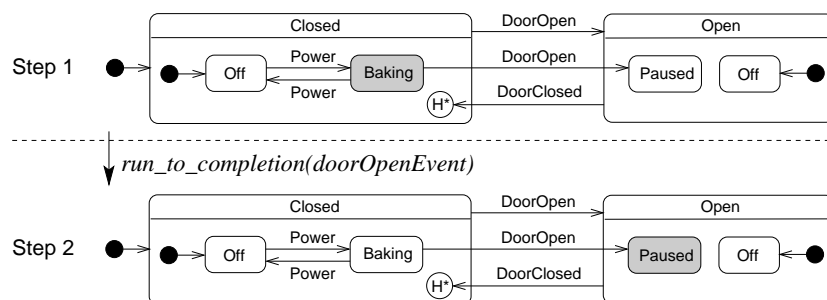 Closed
DoorOpen
Open
Step 1
Off
Power
Power
Baking
DoorOpen
Paused
Off
H*
DoorClosed
run_to_completion(doorOpenEvent)
Closed
DoorOpen
Open
Step 2
Off
Power
Power
Baking
DoorOpen
Paused
Off
H*
DoorClosed